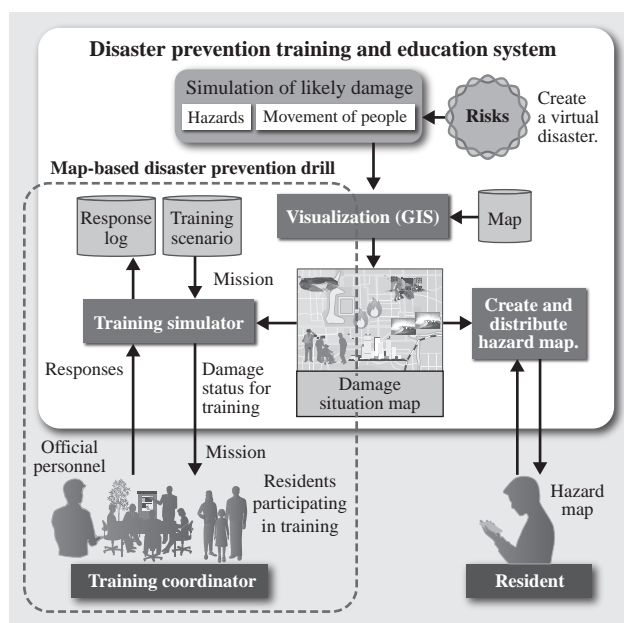 Disaster prevention training and education system
Simulation of likely damage
Hazards
Movement of people
Risks
Create
a virtual
disaster.
Map-based disaster prevention drill
Response
log
Training
scenario
Visualization (GIS)
Map
Mission
Training simulator
Create and
distribute
hazard map.
Responses
Damage
status for
training
Damage
situation map
Official
personnel
Mission
Residents
participating
in training
Hazard
map
Training coordinator
Resident